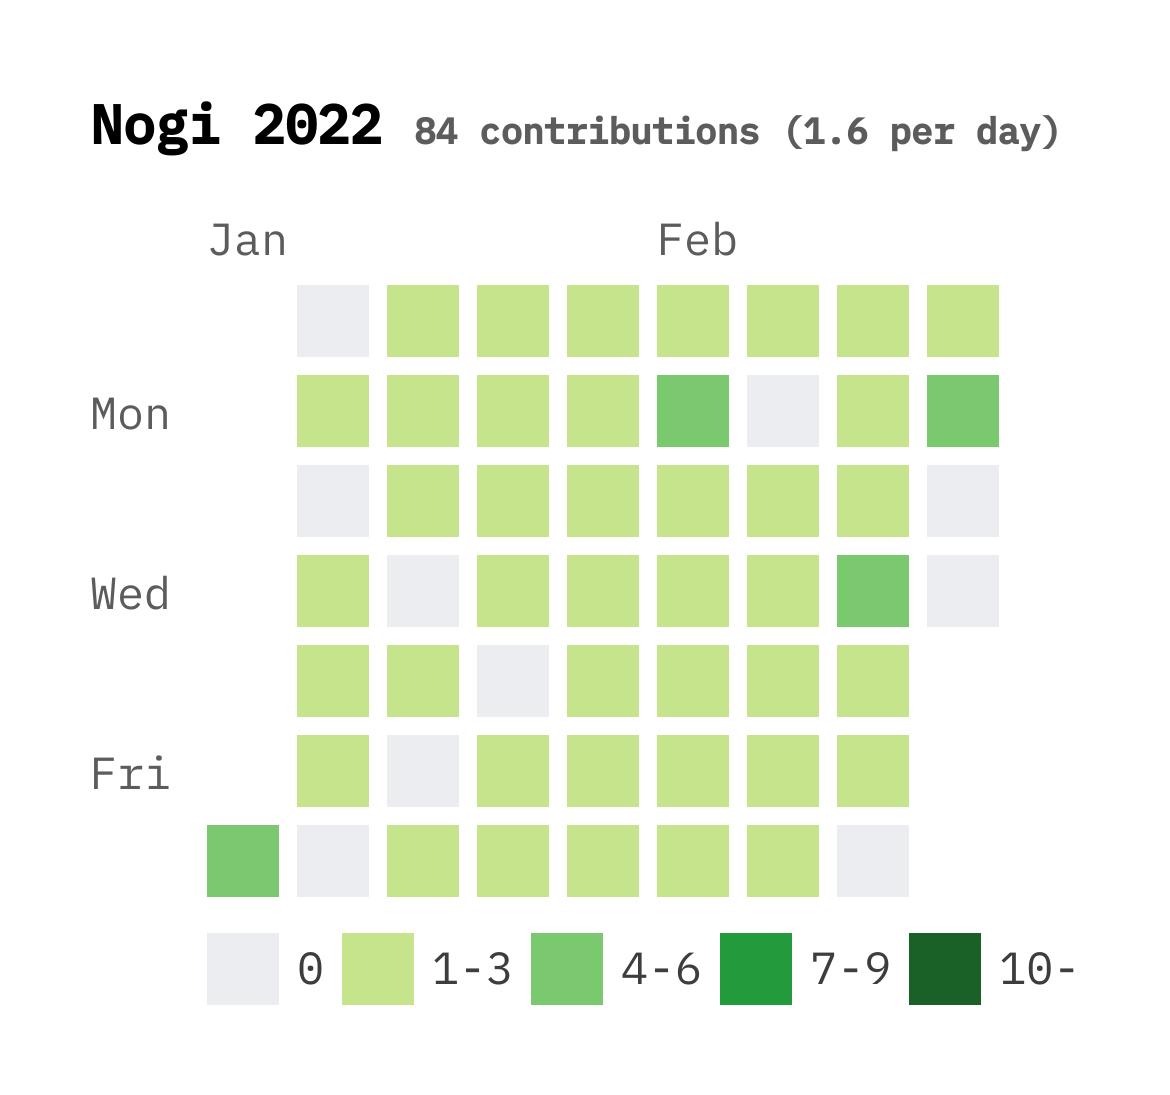 Nogi 2022 84 contributions (1.6 per day)
Jan Feb
Mon
Wed
Fri
0 1-3 4-6 7-9 10-